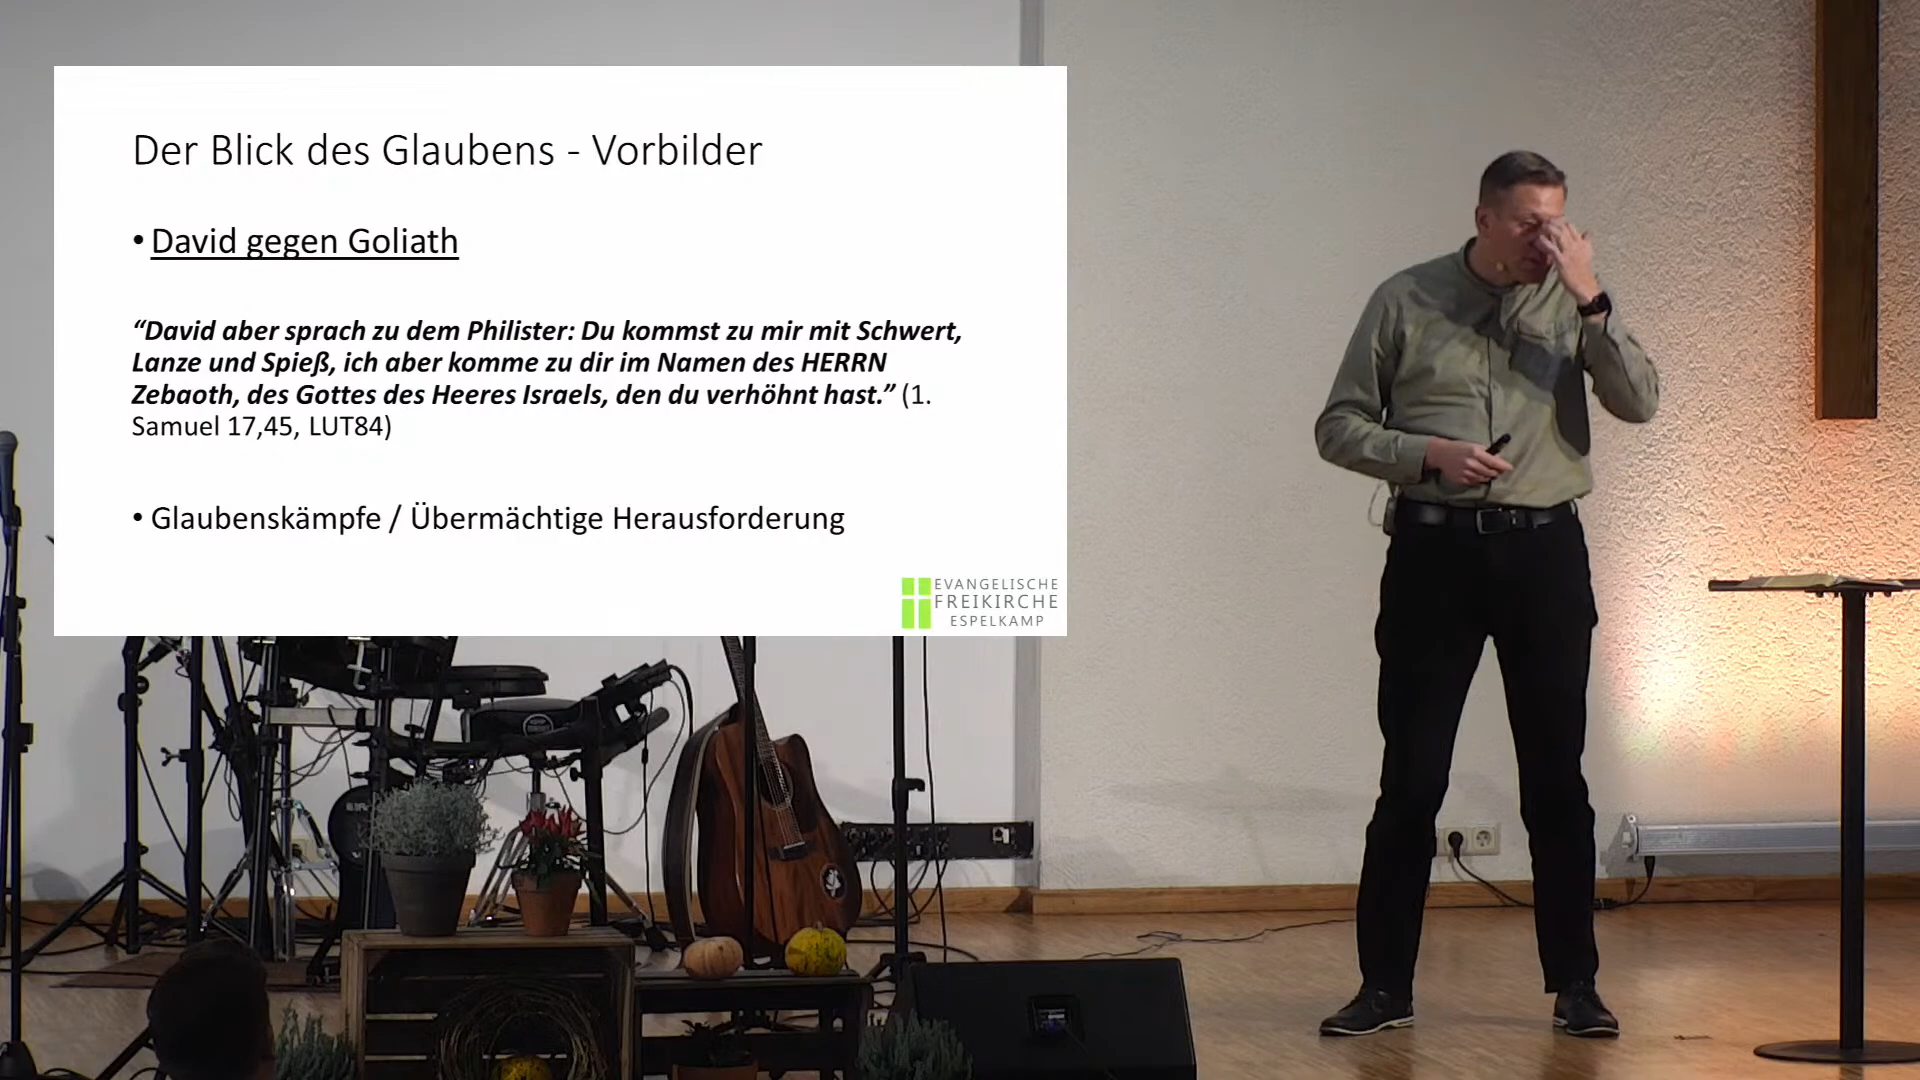 Der Blick des Glaubens - Vorbilder
• David gegen Goliath
“David aber sprach zu dem Philister: Du kommst zu mir mit Schwert,
Lanze und Spieß, ich aber komme zu dir im Namen des HERRN
Zebaoth, des Gottes des Heeres Israels, den du verhöhnt hast.” (1.
Samuel 17,45, LUT84)
• Glaubenskämpfe / Übermächtige Herausforderung
EVANGELISCHE
FREIKIRCHE
ESPELKAMP